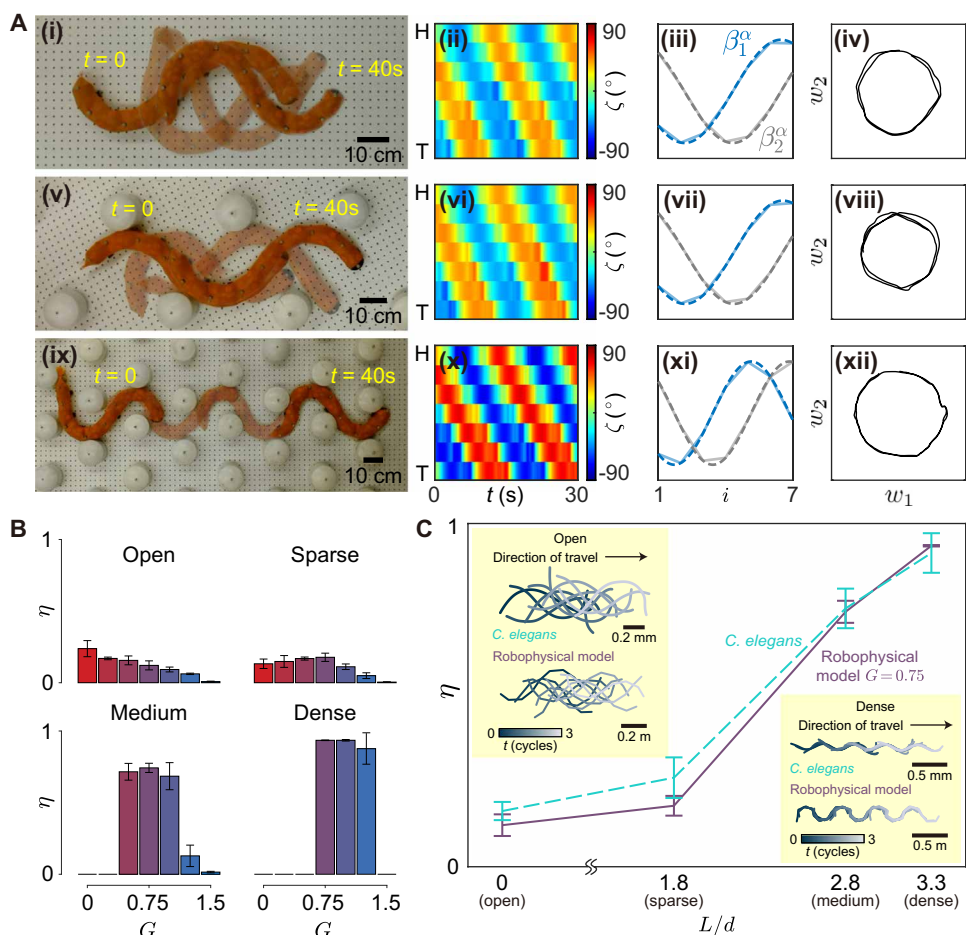 A
(i)
t = 0
t = 40s
10 cm
H
T
(ii)
90
ζ (°)
-90
(iii)
β₁^α
β₂^α
(iv)
w₂
(v)
t = 0
t = 40s
10 cm
H
T
(vi)
90
ζ (°)
-90
(vii)
(viii)
w₂
(ix)
t = 0
t = 40s
10 cm
H
T
(x)
90
ζ (°)
-90
0
t (s)
30
(xi)
1
i
7
(xii)
w₂
w₁
B
Open
Sparse
1
η
0
Medium
Dense
1
η
0
0 0.75 1.5
G
0 0.75 1.5
G
C
1
η
0
Open
Direction of travel
0.2 mm
C. elegans
Robophysical model
0 3
t (cycles)
0.2 m
C. elegans
Robophysical
model G = 0.75
Dense
Direction of travel
C. elegans
0.5 mm
Robophysical model
0 3
t (cycles)
0.5 m
0 1.8 2.8 3.3
(open) (sparse) (medium) (dense)
L/d